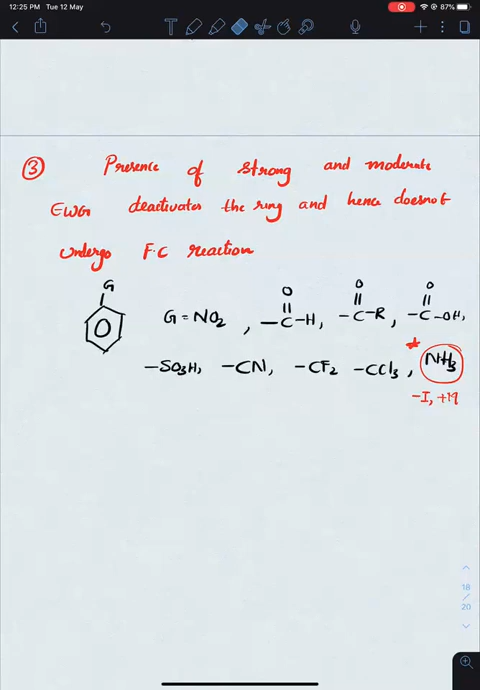 12:25 PM Tue 12 May 87%
T
③ Presence of strong and moderate
EWG deactivates the ring and hence doesnot
undergo F.C reaction
G
G = NO2 , -C-H, -C-R, -C-OH,
O O O
-SO3H, -CN, -CF2 -CCl3 , NH3
-I, +M
18
/
20